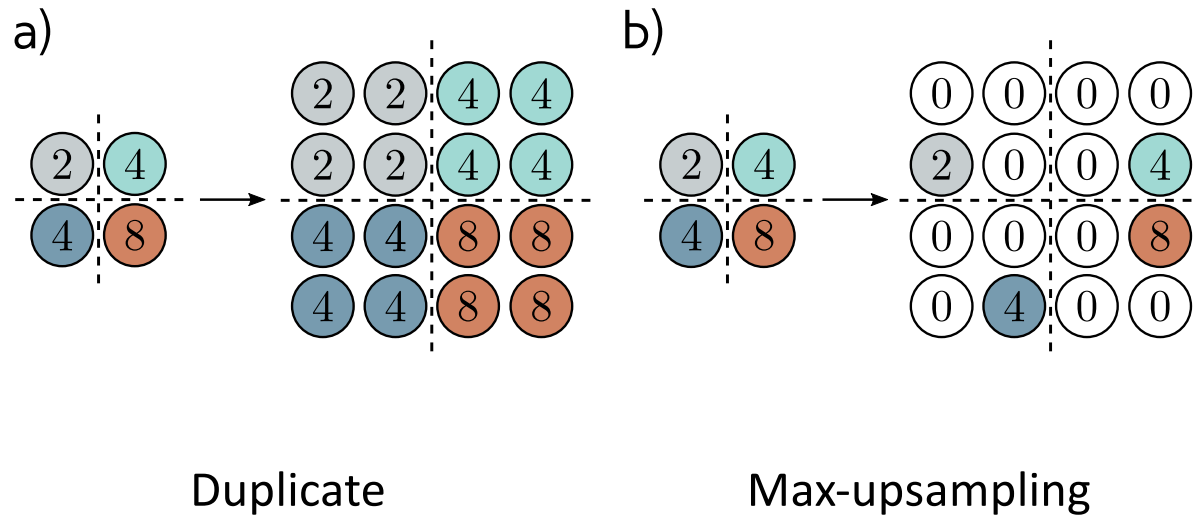 a)
2 4
4 8
2 2 4 4
2 2 4 4
4 4 8 8
4 4 8 8
Duplicate
b)
2 4
4 8
0 0 0 0
2 0 0 4
0 0 0 8
0 4 0 0
Max-upsampling